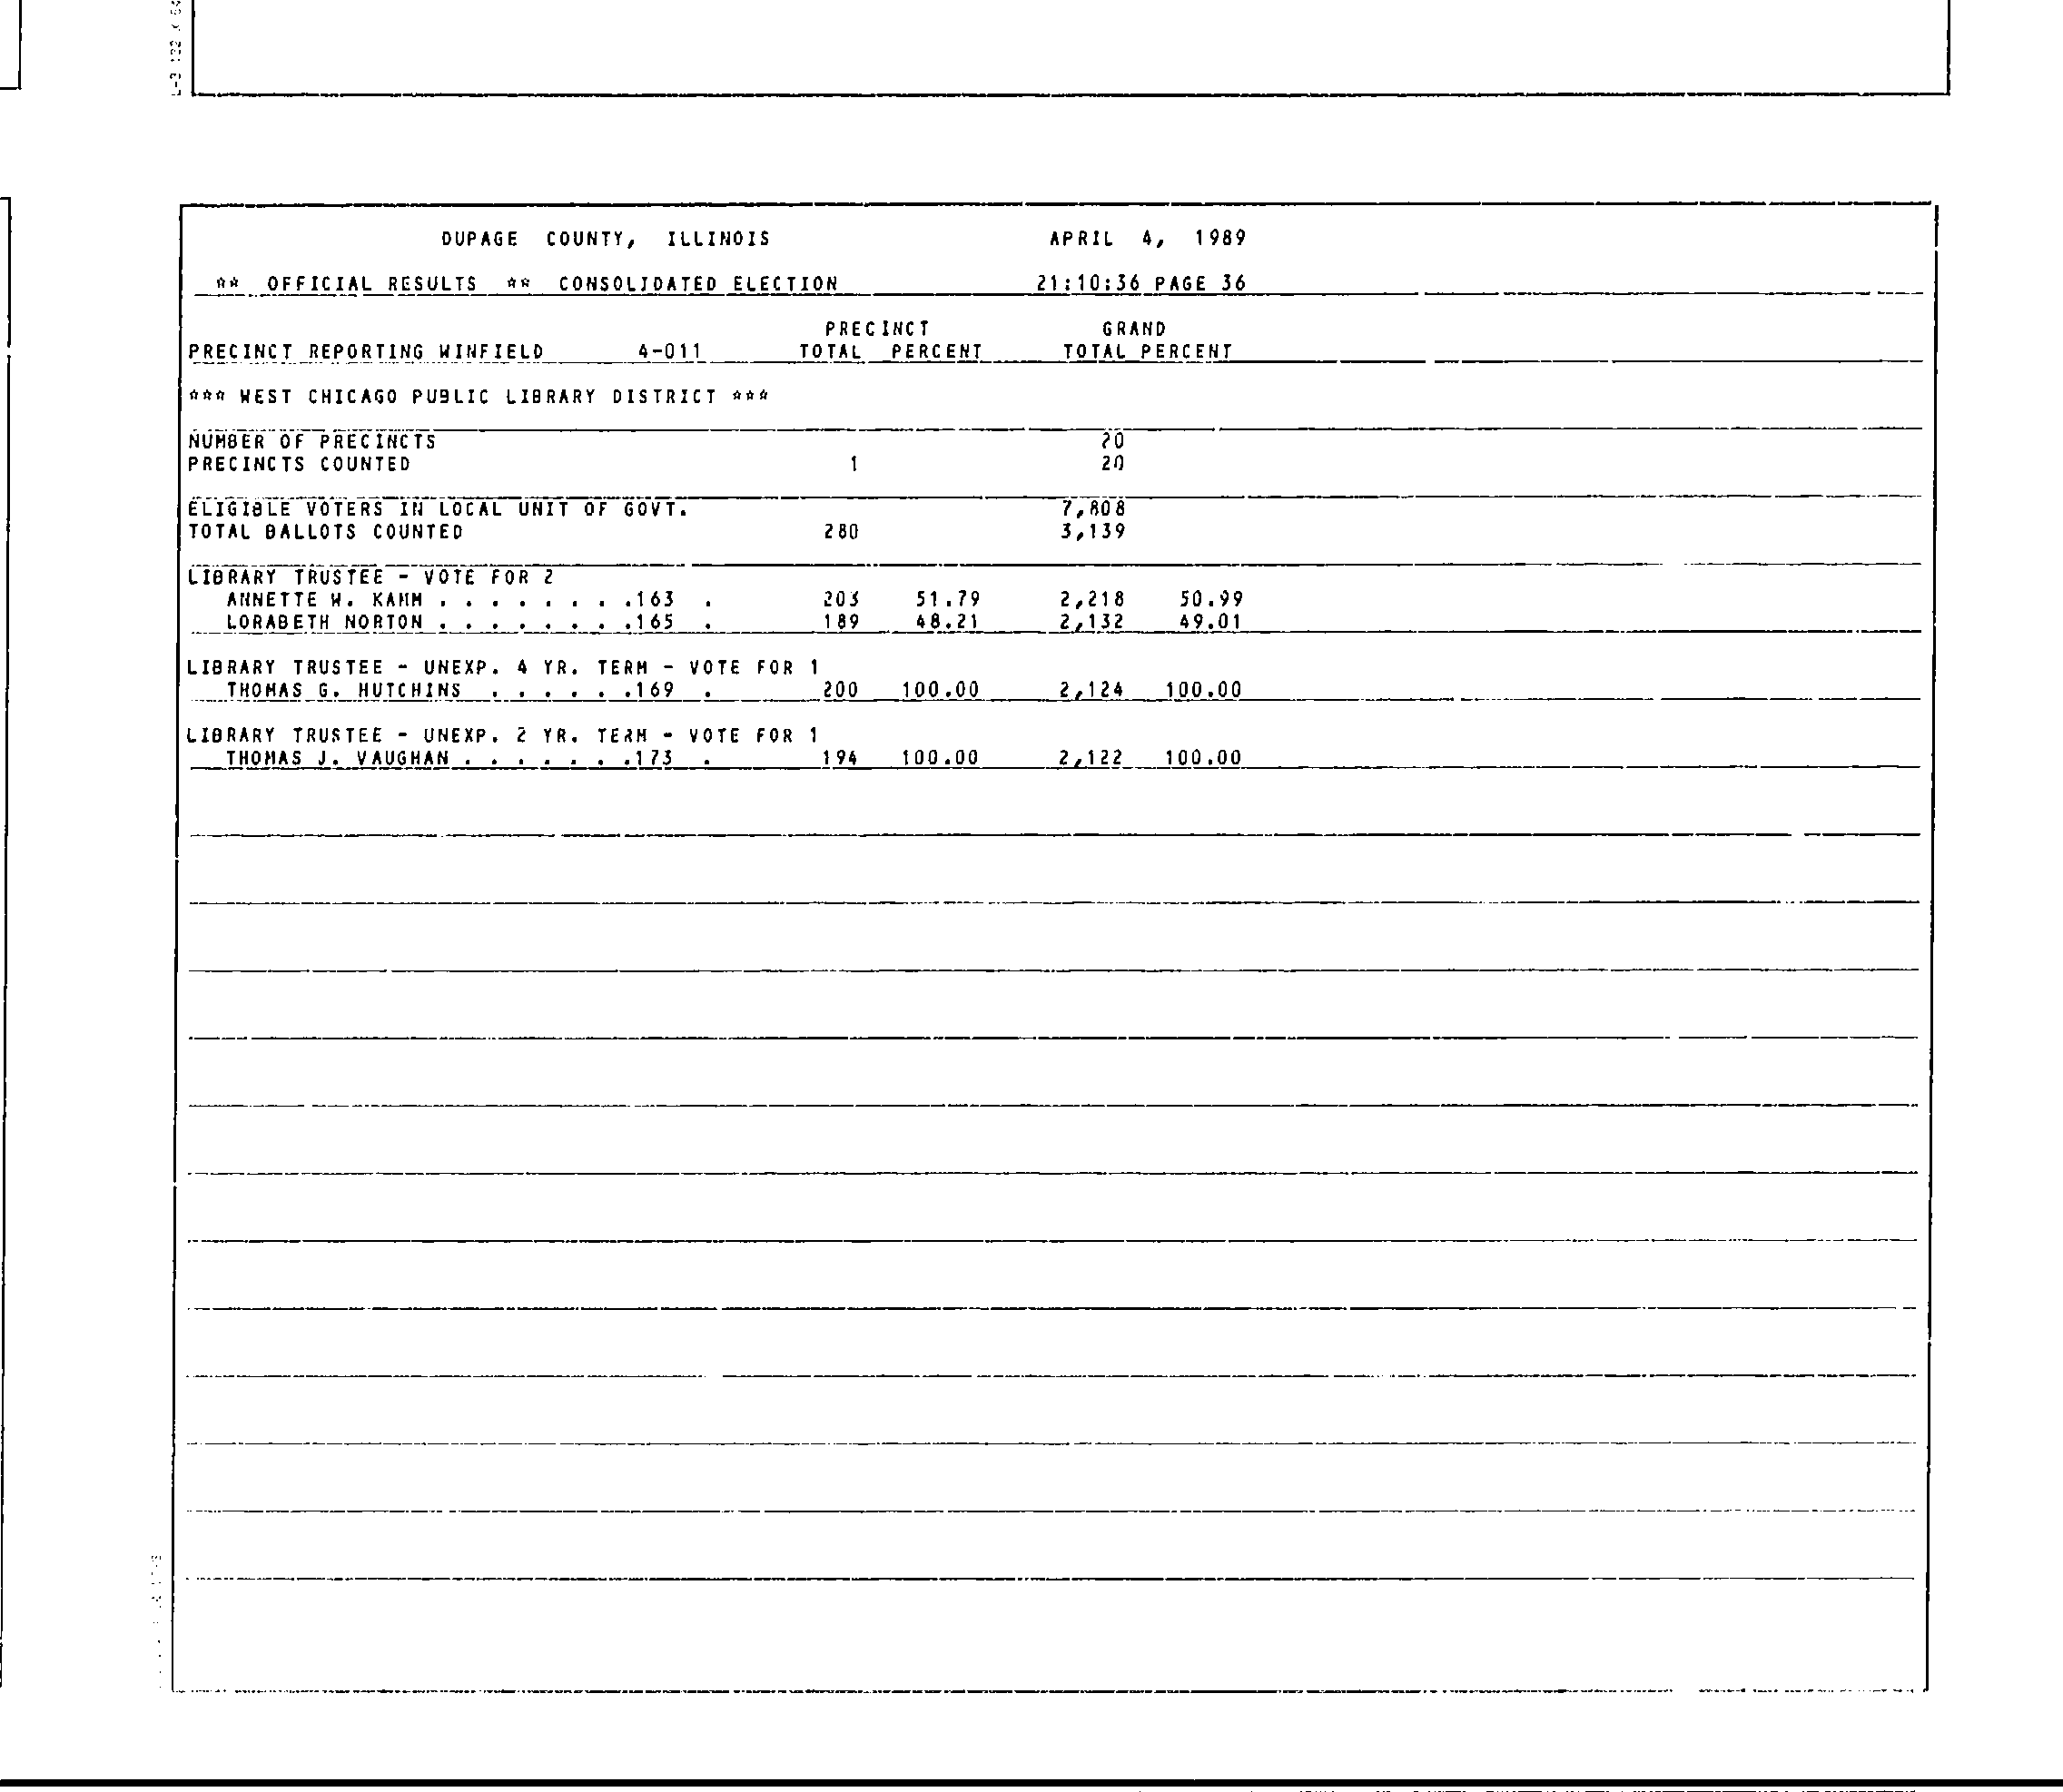 DUPAGE COUNTY, ILLINOIS APRIL 4, 1989
** OFFICIAL RESULTS ** CONSOLIDATED ELECTION 21:10:36 PAGE 36
PRECINCT GRAND
PRECINCT REPORTING WINFIELD 4-011 TOTAL PERCENT TOTAL PERCENT
*** WEST CHICAGO PUBLIC LIBRARY DISTRICT ***
NUMBER OF PRECINCTS 20
PRECINCTS COUNTED 1 20
ELIGIBLE VOTERS IN LOCAL UNIT OF GOVT. 7,808
TOTAL BALLOTS COUNTED 280 3,139
LIBRARY TRUSTEE - VOTE FOR 2
ANNETTE W. KAMM . . . . . . . .163 . 203 51.79 2,218 50.99
LORABETH NORTON . . . . . . . .165 . 189 48.21 2,132 49.01
LIBRARY TRUSTEE - UNEXP. 4 YR. TERM - VOTE FOR 1
THOMAS G. HUTCHINS . . . . . .169 . 200 100.00 2,124 100.00
LIBRARY TRUSTEE - UNEXP. 2 YR. TERM - VOTE FOR 1
THOMAS J. VAUGHAN . . . . . . .173 . 194 100.00 2,122 100.00